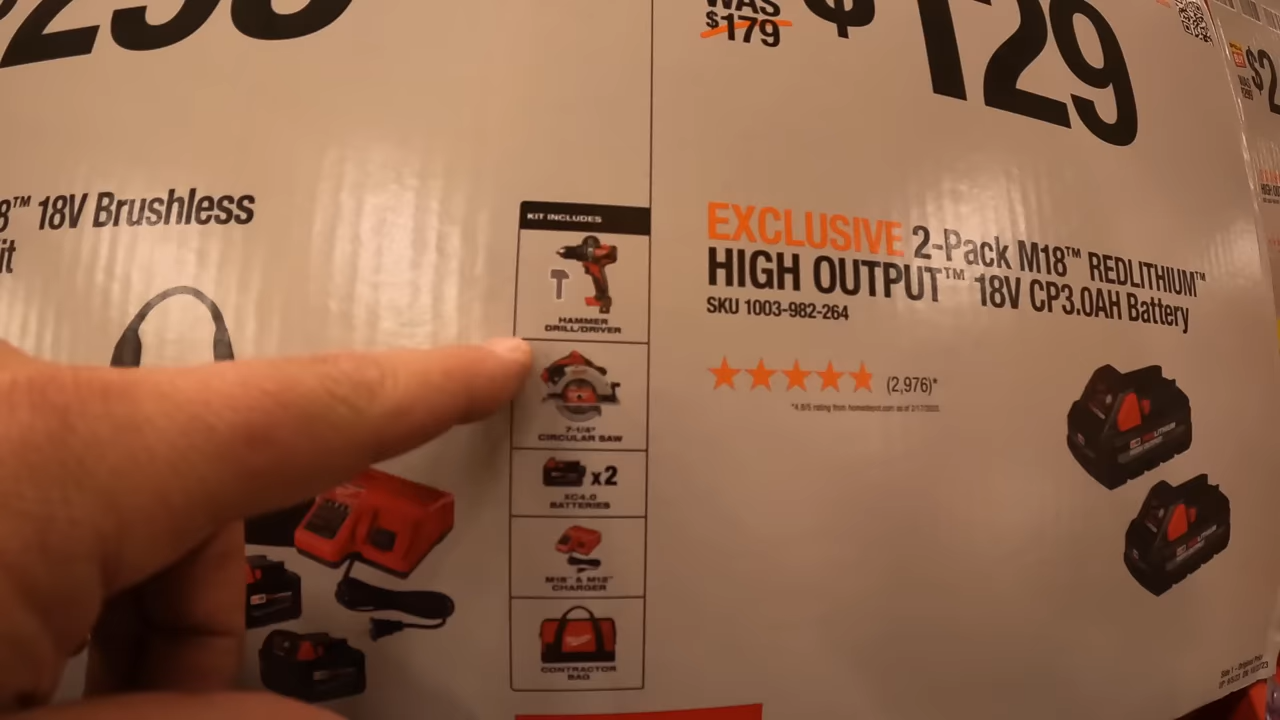 8™ 18V Brushless
it
KIT INCLUDES
HAMMER
DRILL/DRIVER
7-1/4"
CIRCULAR SAW
x2
XC4.0
BATTERIES
M18™ & M12™
CHARGER
CONTRACTOR
BAG
WAS
$179
$129
EXCLUSIVE 2-Pack M18™ REDLITHIUM™
HIGH OUTPUT™ 18V CP3.0AH Battery
SKU 1003-982-264
(2,976)*